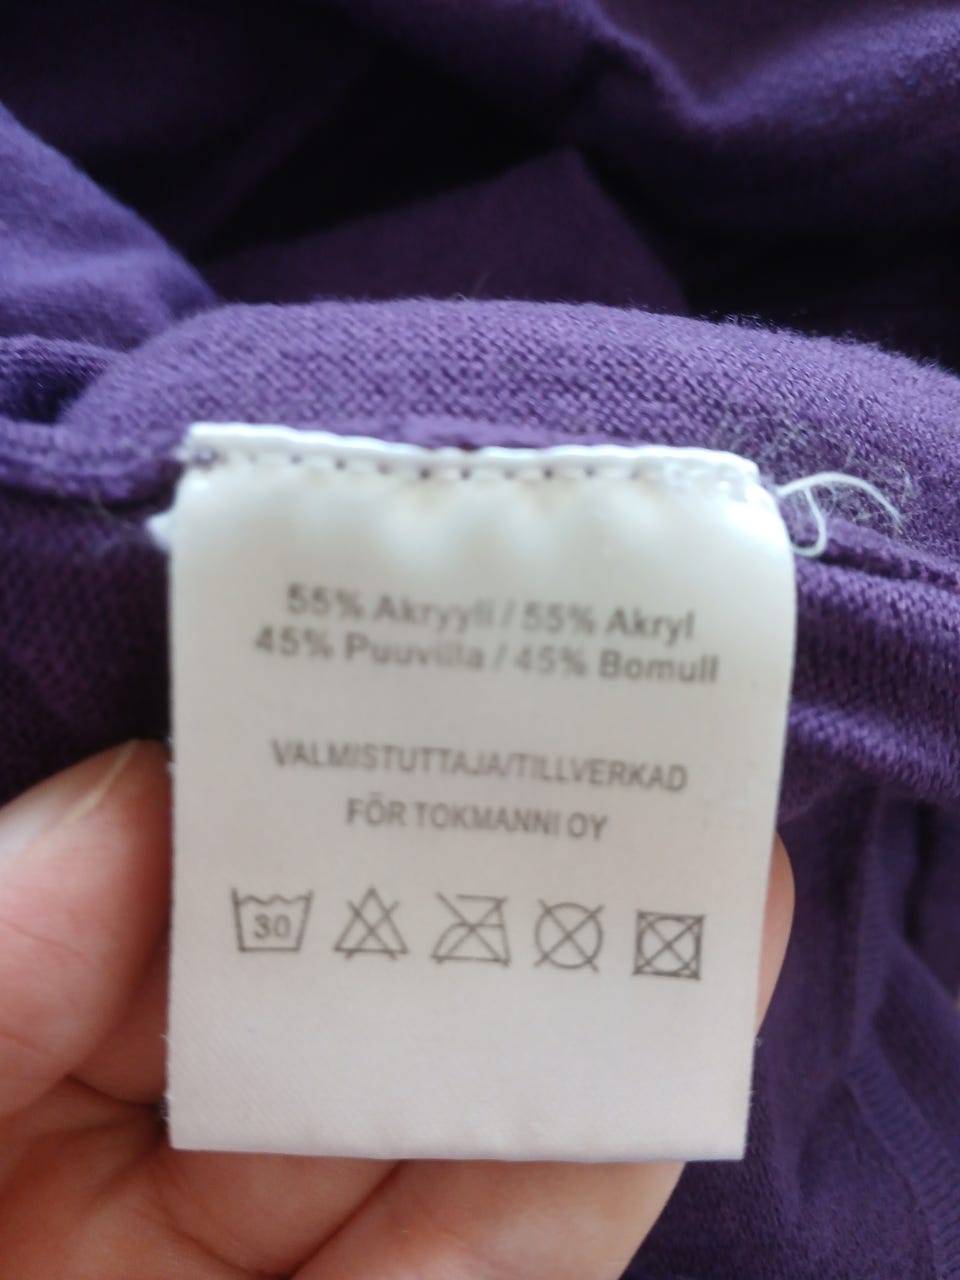 55% Akryyli / 55% Akryl
45% Puuvilla / 45% Bomull
VALMISTUTTAJA/TILLVERKAD
FÖR TOKMANNI OY
30